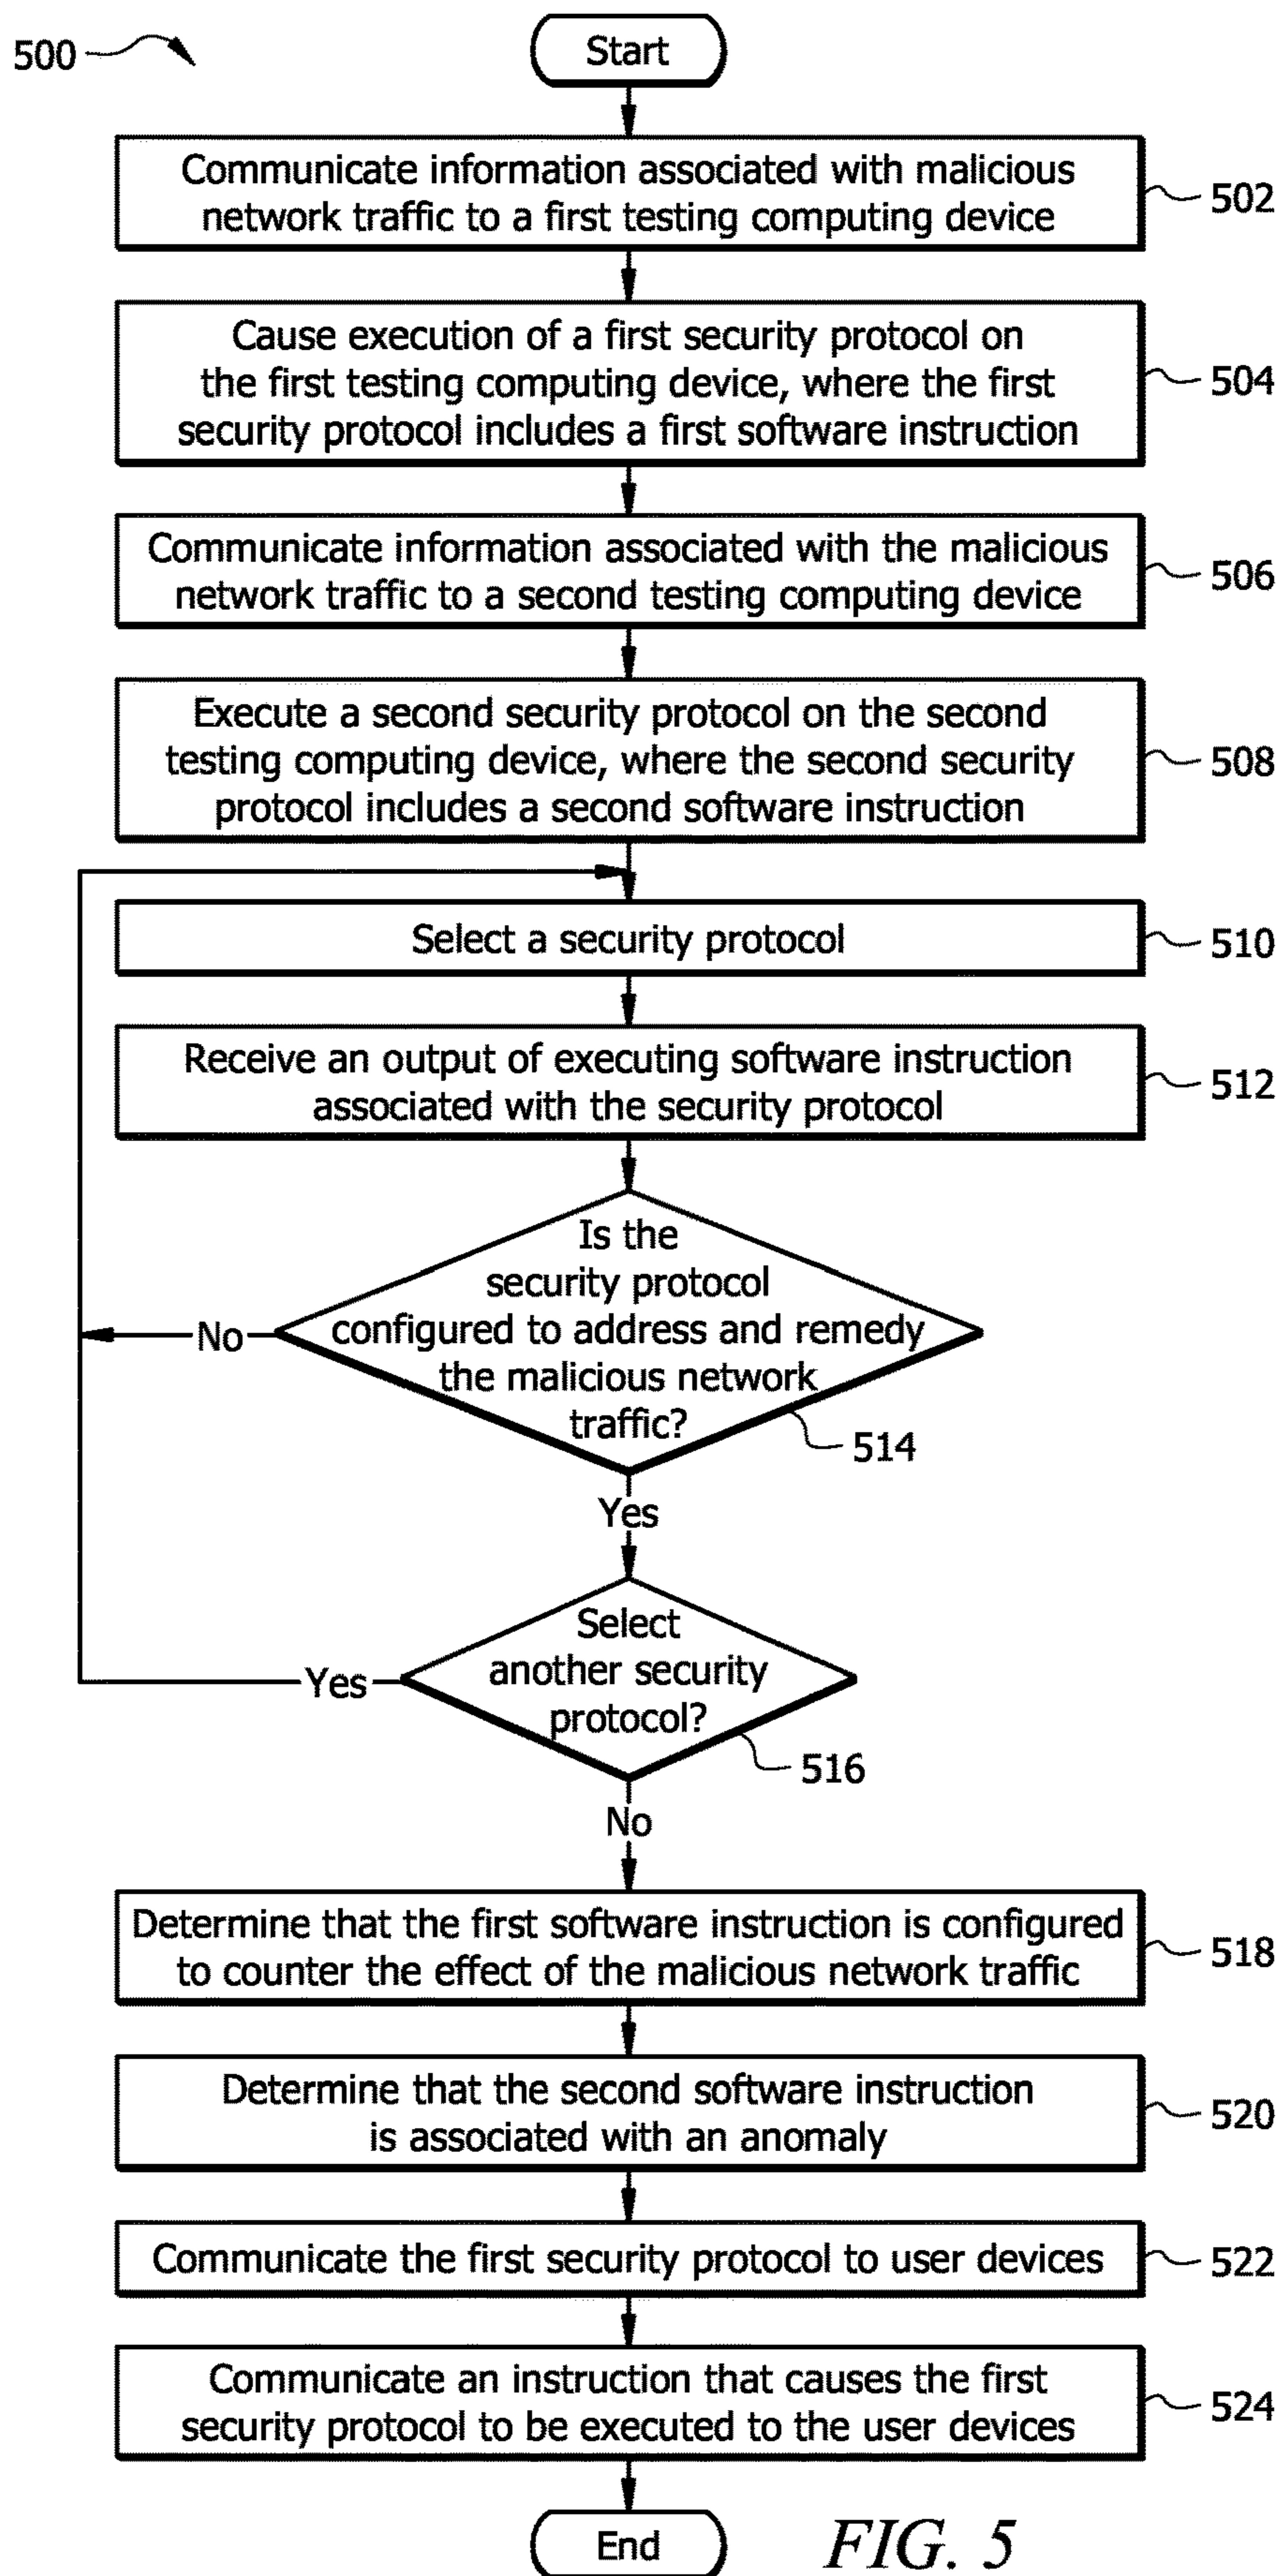 500
Start
Communicate information associated with malicious
network traffic to a first testing computing device
502
Cause execution of a first security protocol on
the first testing computing device, where the first
security protocol includes a first software instruction
504
Communicate information associated with the malicious
network traffic to a second testing computing device
506
Execute a second security protocol on the second
testing computing device, where the second security
protocol includes a second software instruction
508
Select a security protocol
510
Receive an output of executing software instruction
associated with the security protocol
512
Is the
security protocol
configured to address and remedy
the malicious network
traffic?
No
514
Yes
Select
another security
protocol?
Yes
516
No
Determine that the first software instruction is configured
to counter the effect of the malicious network traffic
518
Determine that the second software instruction
is associated with an anomaly
520
Communicate the first security protocol to user devices
522
Communicate an instruction that causes the first
security protocol to be executed to the user devices
524
End
FIG. 5